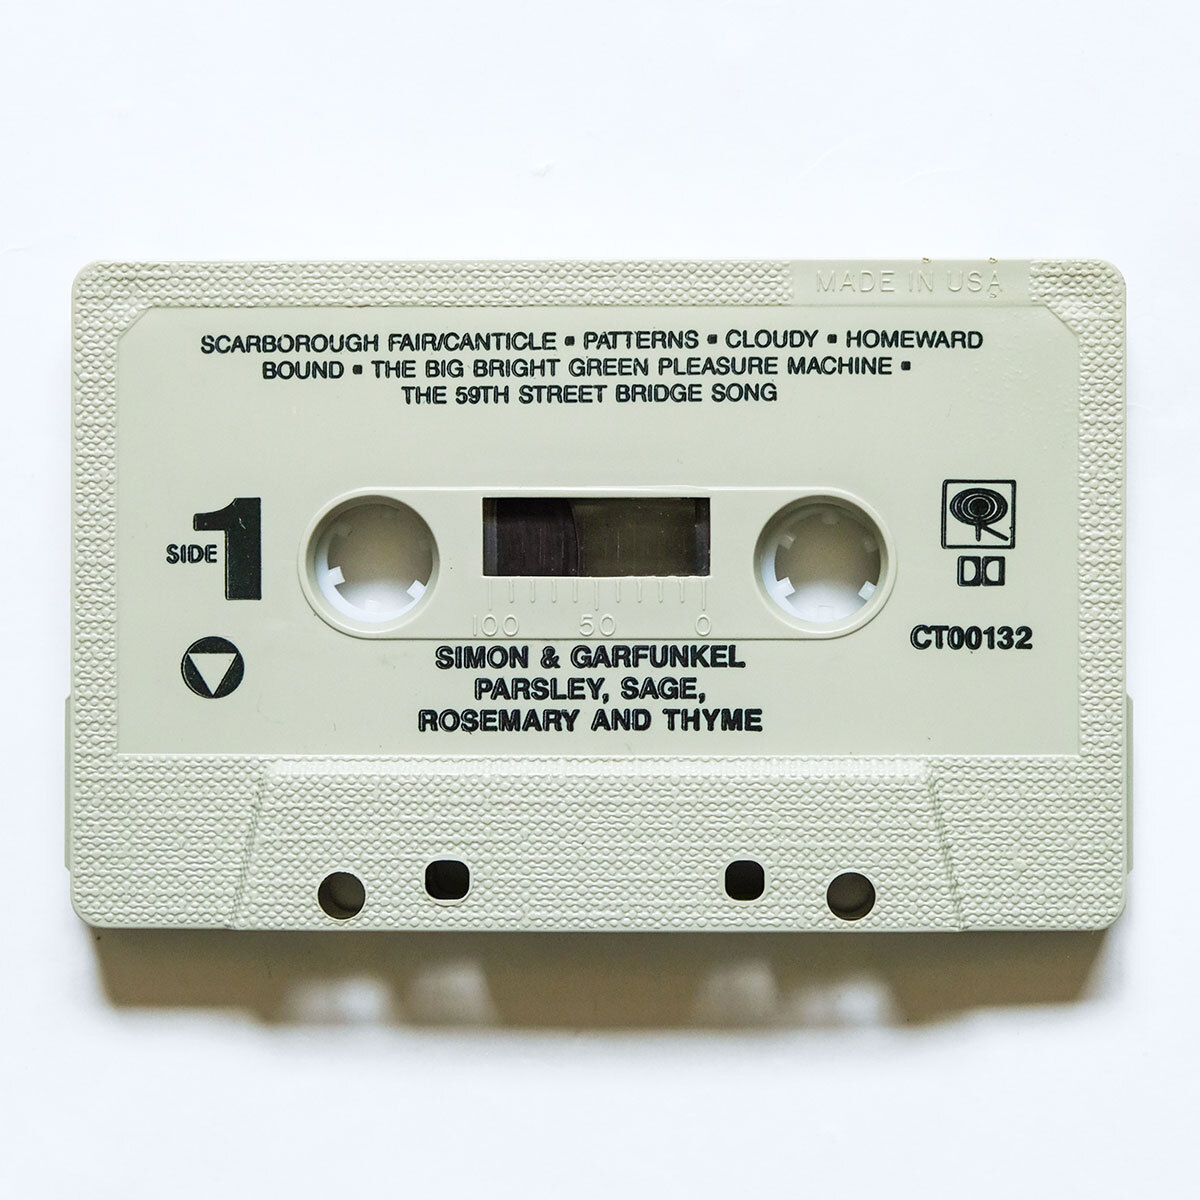 MADE IN USA
SCARBOROUGH FAIR/CANTICLE ▪ PATTERNS ▪ CLOUDY ▪ HOMEWARD
BOUND ▪ THE BIG BRIGHT GREEN PLEASURE MACHINE ▪
THE 59TH STREET BRIDGE SONG
SIDE 1
100 50 0
CT00132
SIMON & GARFUNKEL
PARSLEY, SAGE,
ROSEMARY AND THYME